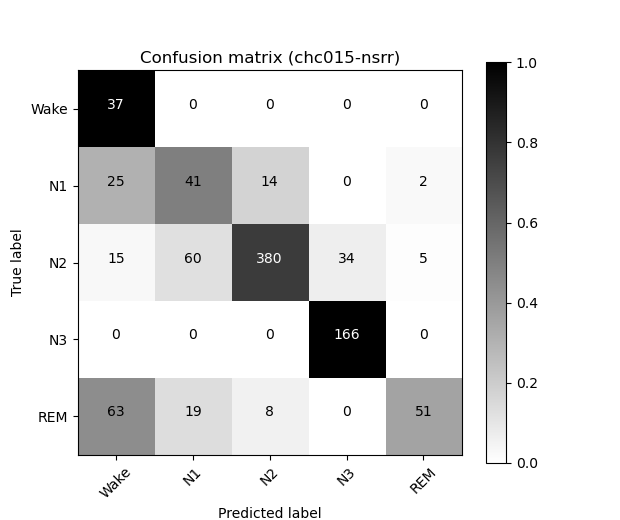 Confusion matrix (chc015-nsrr)
True label
Wake 37 0 0 0 0
N1 25 41 14 0 2
N2 15 60 380 34 5
N3 0 0 0 166 0
REM 63 19 8 0 51
Wake N1 N2 N3 REM
Predicted label
1.0
0.8
0.6
0.4
0.2
0.0